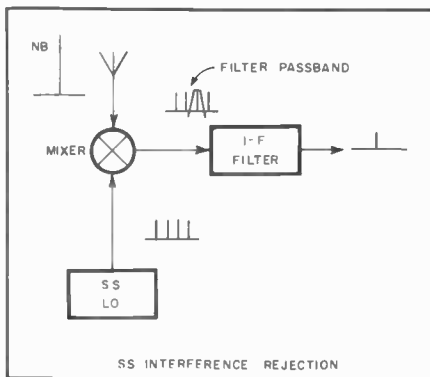 NB
FILTER PASSBAND
MIXER
I-F
FILTER
SS
LO
SS INTERFERENCE REJECTION